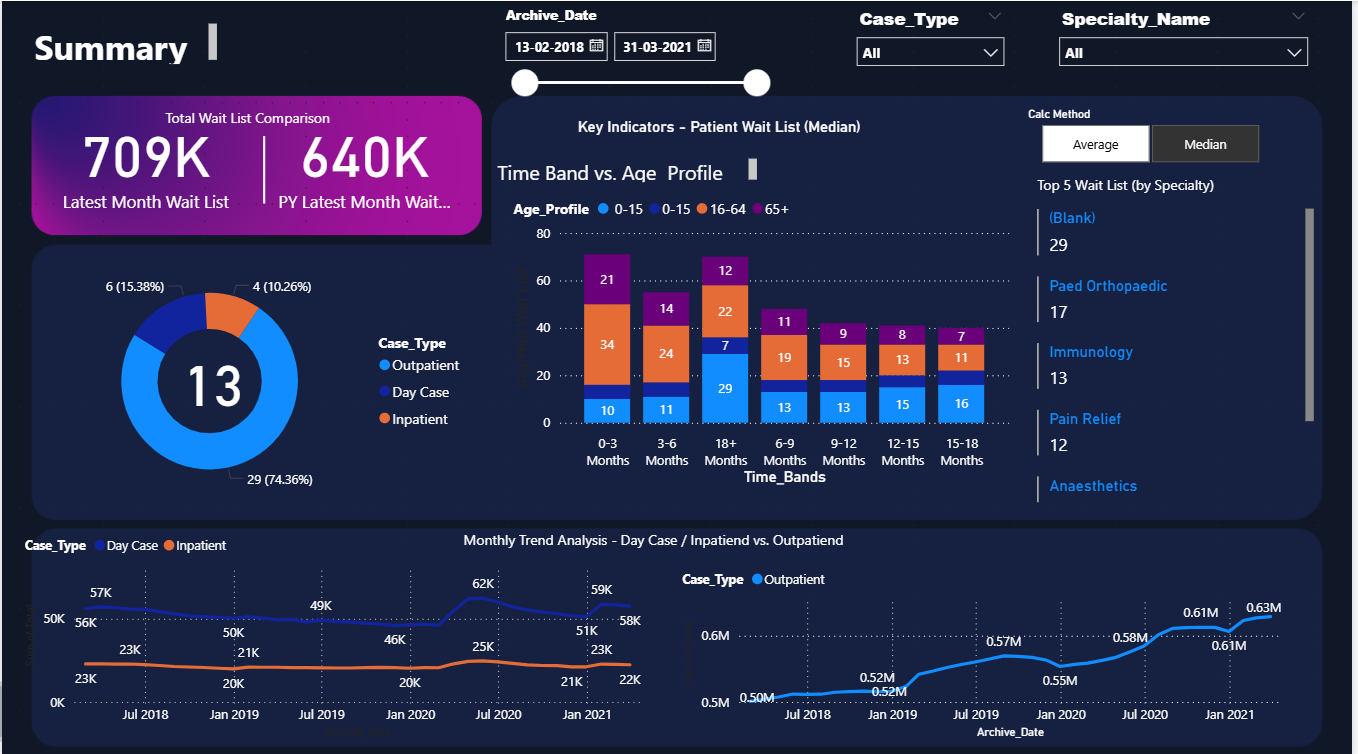 Summary
Archive_Date
13-02-2018
31-03-2021
Case_Type
All
Specialty_Name
All
Total Wait List Comparison
709K
640K
Latest Month Wait List
PY Latest Month Wait...
6 (15.38%)
4 (10.26%)
13
29 (74.36%)
Case_Type
Outpatient
Day Case
Inpatient
Key Indicators - Patient Wait List (Median)
Time Band vs. Age Profile
Age_Profile 0-15 0-15 16-64 65+
80
60
40
20
0
21
34
10
14
24
11
12
22
7
29
11
19
13
9
15
13
8
13
15
7
11
16
0-3 Months
3-6 Months
18+ Months
6-9 Months
9-12 Months
12-15 Months
15-18 Months
Time_Bands
Calc Method
Average
Median
Top 5 Wait List (by Specialty)
(Blank)
29
Paed Orthopaedic
17
Immunology
13
Pain Relief
12
Anaesthetics
Monthly Trend Analysis - Day Case / Inpatiend vs. Outpatiend
Case_Type Day Case Inpatient
50K
0K
57K
56K
50K
49K
46K
62K
51K
59K
58K
23K
23K
20K
21K
20K
25K
21K
23K
22K
Jul 2018
Jan 2019
Jul 2019
Jan 2020
Jul 2020
Jan 2021
Case_Type Outpatient
0.6M
0.5M
0.50M
0.52M
0.52M
0.57M
0.55M
0.58M
0.61M
0.61M
0.63M
Jul 2018
Jan 2019
Jul 2019
Jan 2020
Jul 2020
Jan 2021
Archive_Date